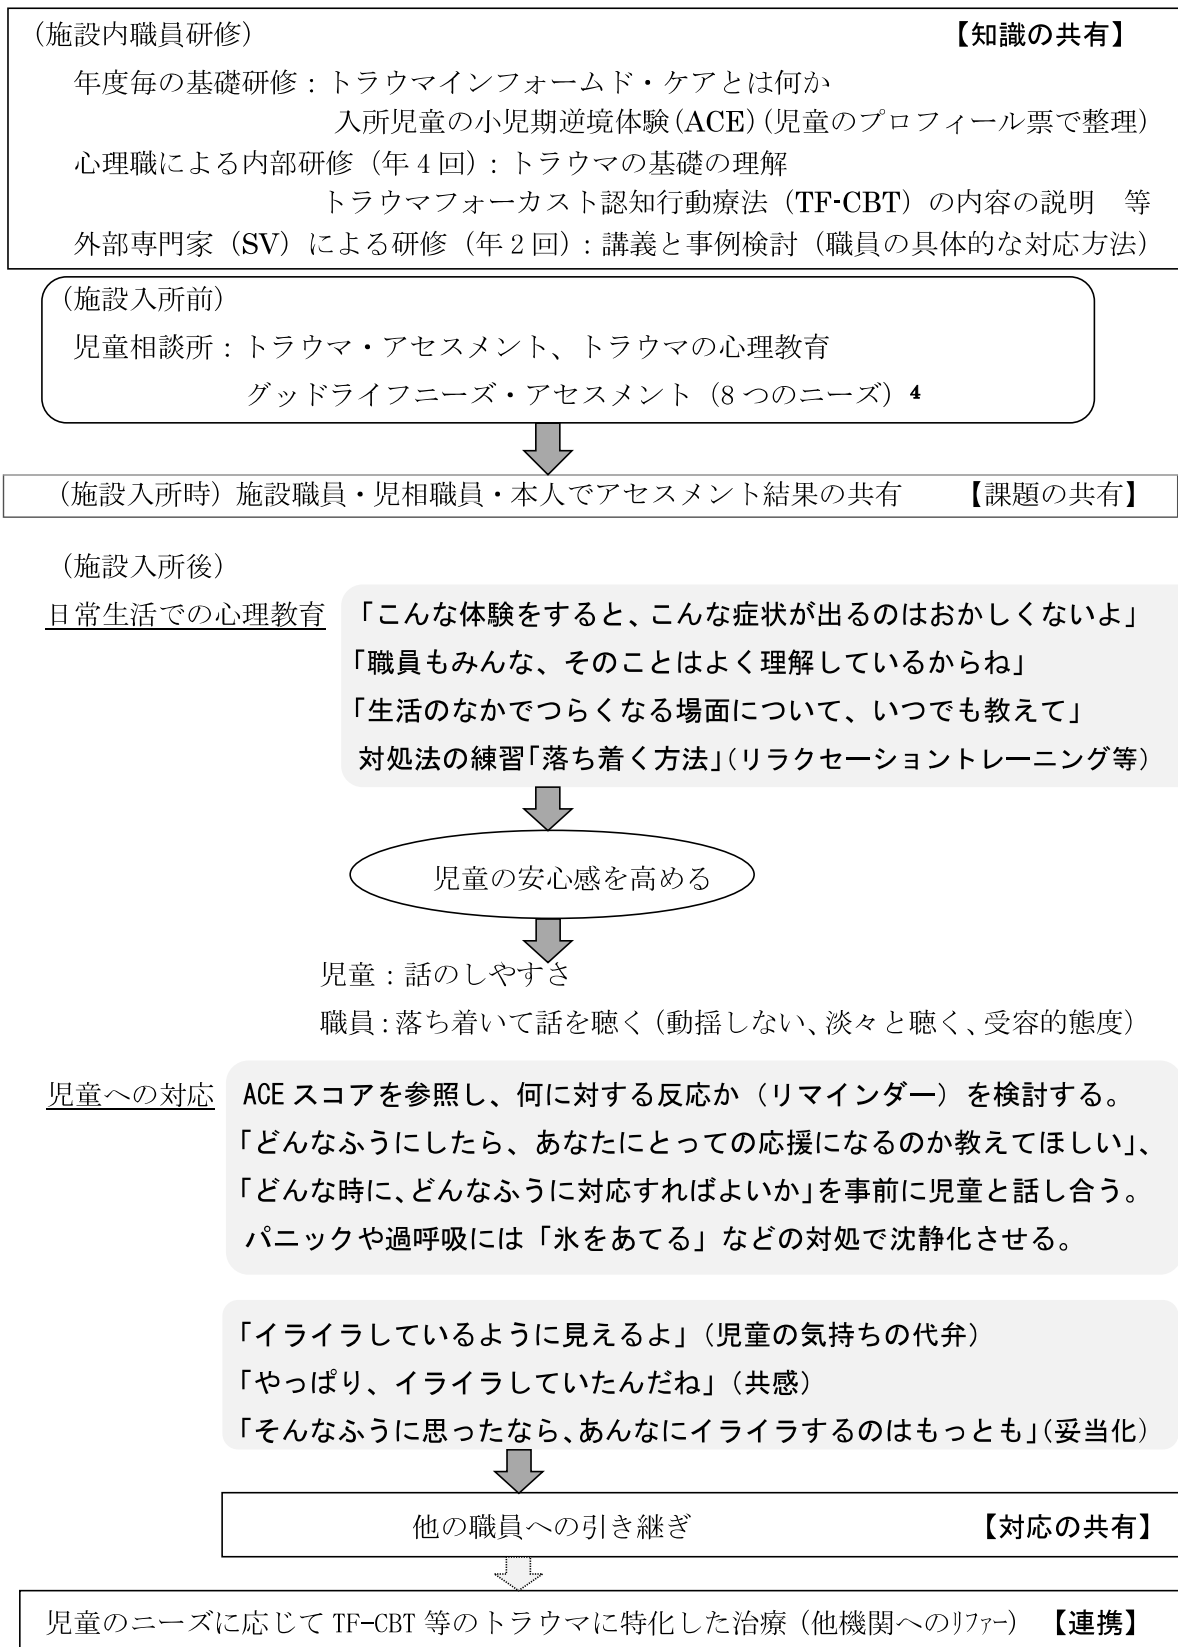 （施設内職員研修） 【知識の共有】
年度毎の基礎研修：トラウマインフォームド・ケアとは何か
入所児童の小児期逆境体験(ACE)(児童のプロフィール票で整理)
心理職による内部研修（年4回）：トラウマの基礎の理解
トラウマフォーカスト認知行動療法（TF-CBT）の内容の説明　等
外部専門家（SV）による研修（年2回）：講義と事例検討（職員の具体的な対応方法）
（施設入所前）
児童相談所：トラウマ・アセスメント、トラウマの心理教育
グッドライフニーズ・アセスメント（8つのニーズ）4
（施設入所時）施設職員・児相職員・本人でアセスメント結果の共有 【課題の共有】
（施設入所後）
日常生活での心理教育 「こんな体験をすると、こんな症状が出るのはおかしくないよ」
「職員もみんな、そのことはよく理解しているからね」
「生活のなかでつらくなる場面について、いつでも教えて」
対処法の練習「落ち着く方法」（リラクセーショントレーニング等）
児童の安心感を高める
児童：話のしやすさ
職員：落ち着いて話を聴く（動揺しない、淡々と聴く、受容的態度）
児童への対応 ACEスコアを参照し、何に対する反応か（リマインダー）を検討する。
「どんなふうにしたら、あなたにとっての応援になるのか教えてほしい」、
「どんな時に、どんなふうに対応すればよいか」を事前に児童と話し合う。
パニックや過呼吸には「氷をあてる」などの対処で沈静化させる。
「イライラしているように見えるよ」（児童の気持ちの代弁）
「やっぱり、イライラしていたんだね」（共感）
「そんなふうに思ったなら、あんなにイライラするのはもっとも」（妥当化）
他の職員への引き継ぎ 【対応の共有】
児童のニーズに応じてTF-CBT等のトラウマに特化した治療（他機関へのリファー） 【連携】